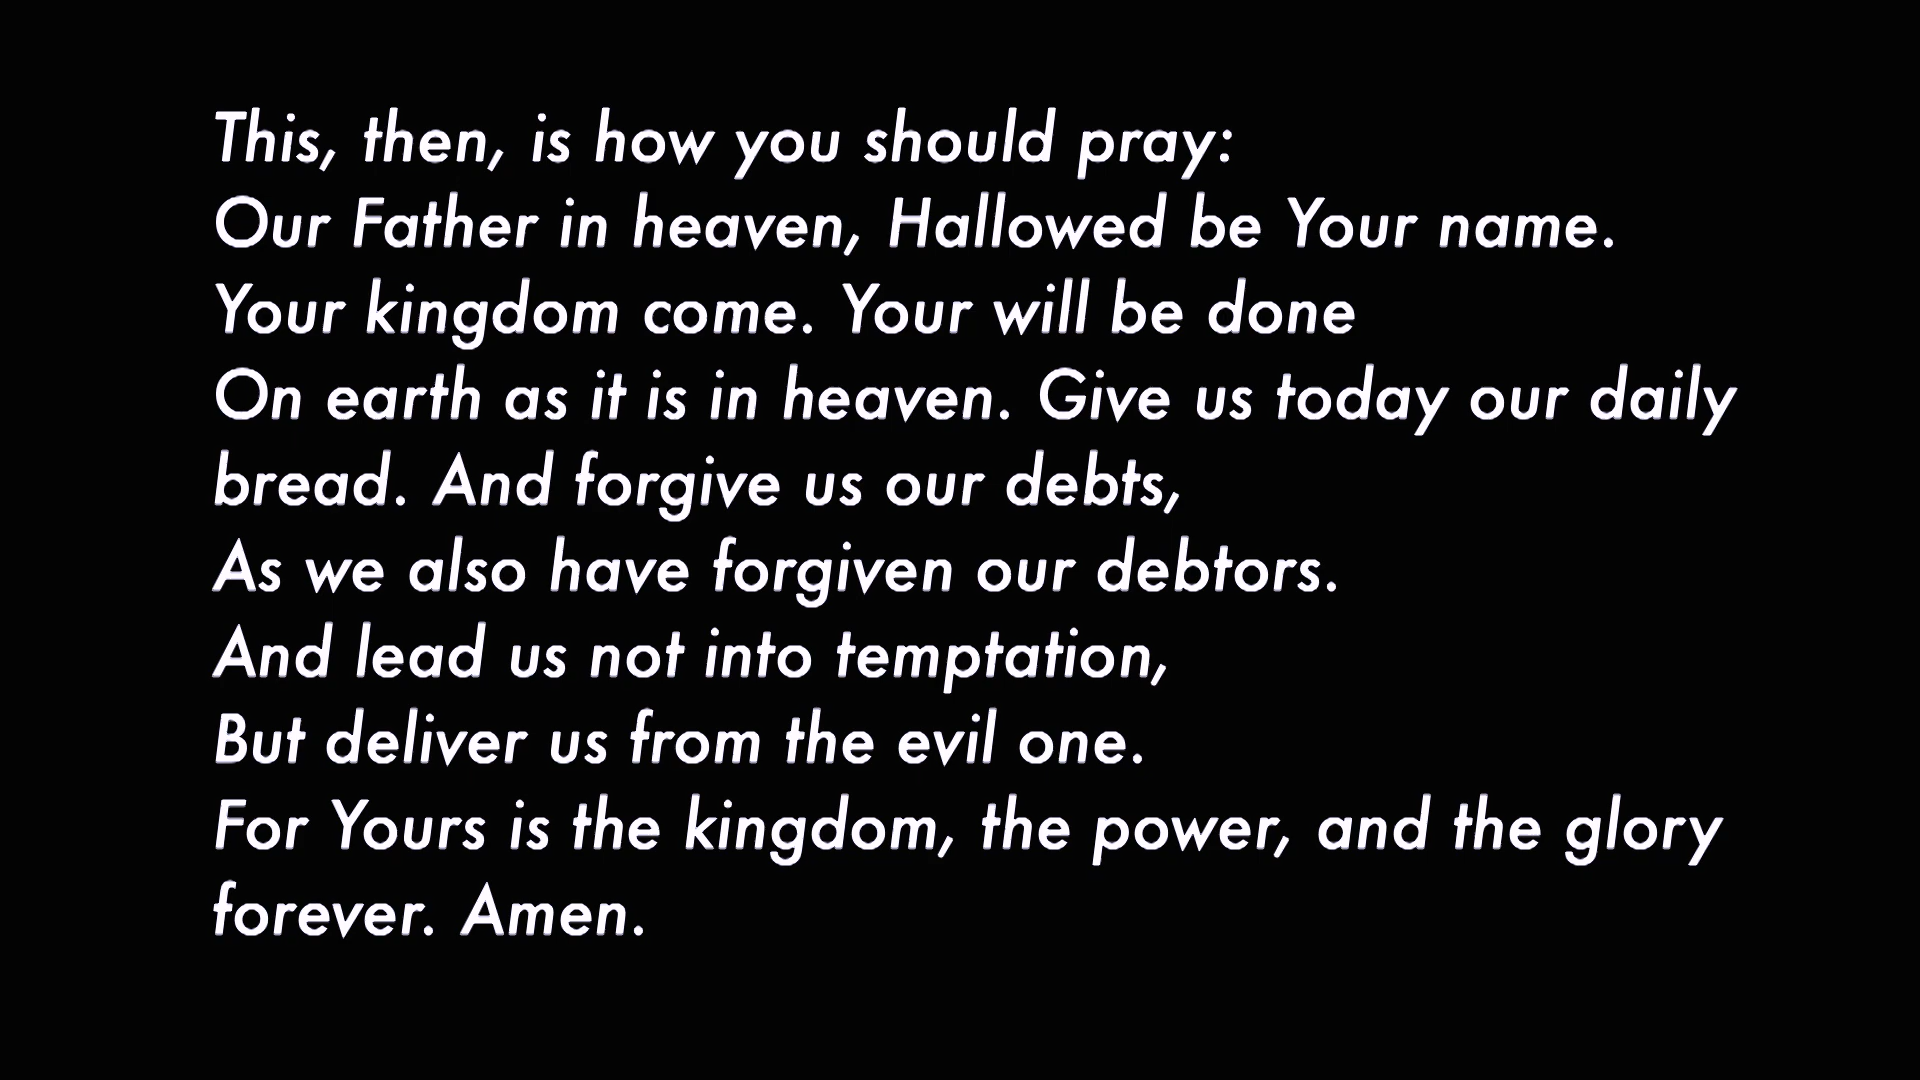 This, then, is how you should pray:
Our Father in heaven, Hallowed be Your name.
Your kingdom come. Your will be done
On earth as it is in heaven. Give us today our daily
bread. And forgive us our debts,
As we also have forgiven our debtors.
And lead us not into temptation,
But deliver us from the evil one.
For Yours is the kingdom, the power, and the glory
forever. Amen.